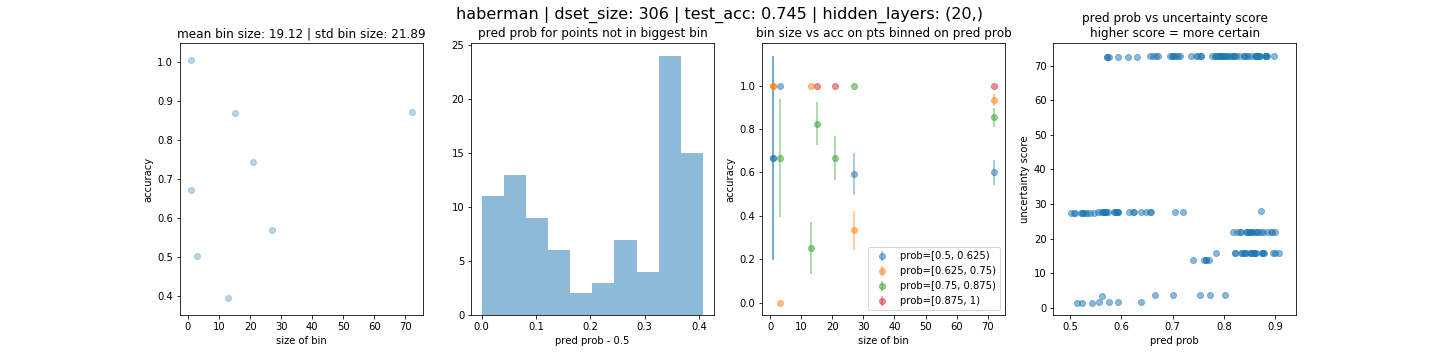 haberman | dset_size: 306 | test_acc: 0.745 | hidden_layers: (20,)
mean bin size: 19.12 | std bin size: 21.89
accuracy
1.0
0.9
0.8
0.7
0.6
0.5
0.4
0 10 20 30 40 50 60 70
size of bin
pred prob for points not in biggest bin
25
20
15
10
5
0
0.0 0.1 0.2 0.3 0.4
pred prob - 0.5
bin size vs acc on pts binned on pred prob
accuracy
1.0
0.8
0.6
0.4
0.2
0.0
prob=[0.5, 0.625)
prob=[0.625, 0.75)
prob=[0.75, 0.875)
prob=[0.875, 1)
0 10 20 30 40 50 60 70
size of bin
pred prob vs uncertainty score
higher score = more certain
uncertainty score
70
60
50
40
30
20
10
0
0.5 0.6 0.7 0.8 0.9
pred prob